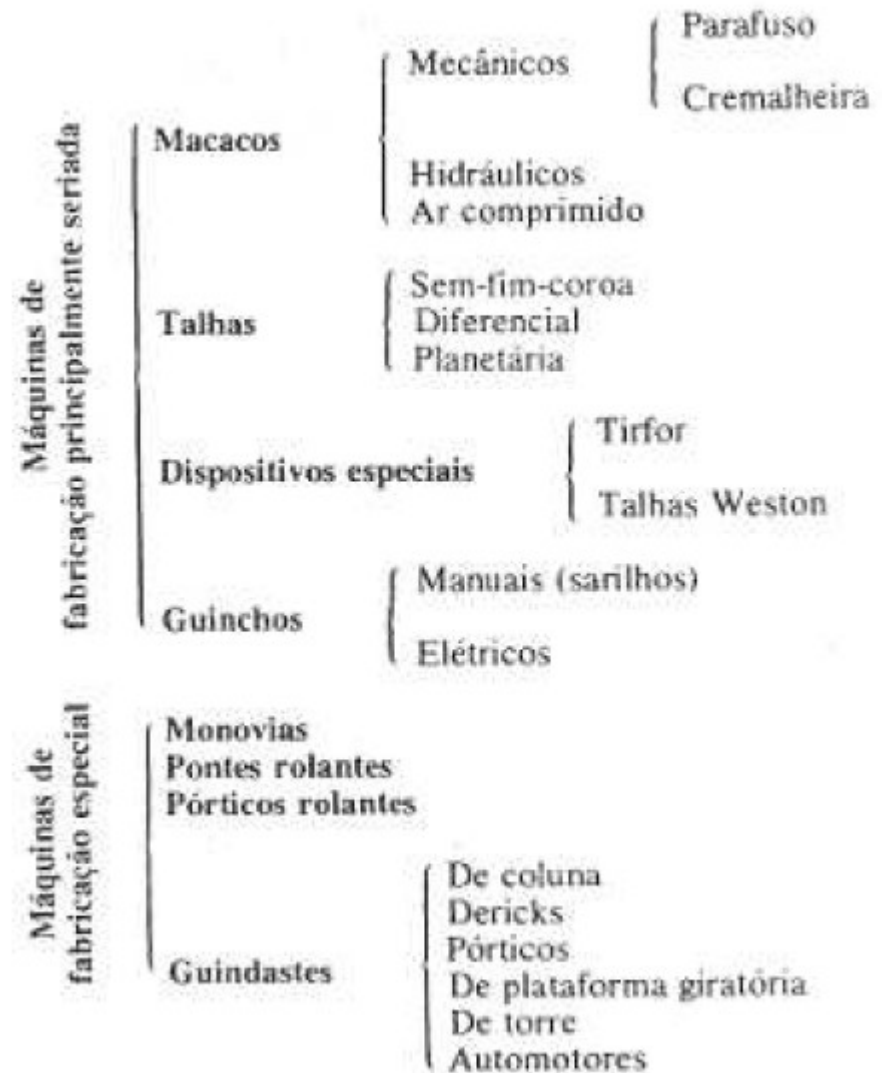 Máquinas de
fabricação principalmente seriada
Macacos
Mecânicos
Parafuso
Cremalheira
Hidráulicos
Ar comprimido
Talhas
Sem-fim-coroa
Diferencial
Planetária
Dispositivos especiais
Tirfor
Talhas Weston
Guinchos
Manuais (sarilhos)
Elétricos
Máquinas de
fabricação especial
Monovias
Pontes rolantes
Pórticos rolantes
Guindastes
De coluna
Dericks
Pórticos
De plataforma giratória
De torre
Automotores